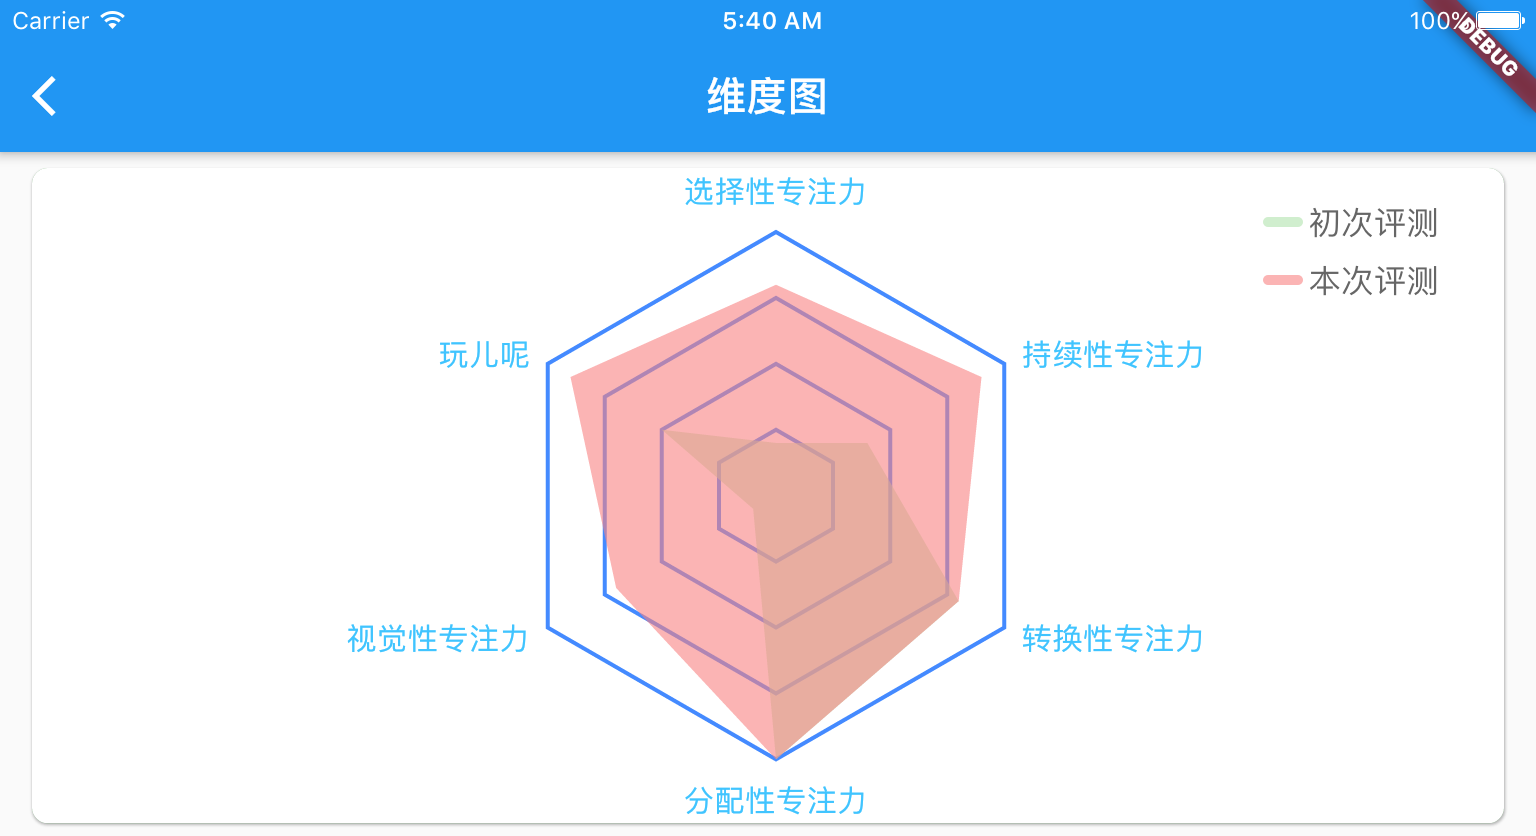 Carrier
5:40 AM
100%
DEBUG
维度图
选择性专注力
初次评测
本次评测
玩儿呢
持续性专注力
视觉性专注力
转换性专注力
分配性专注力